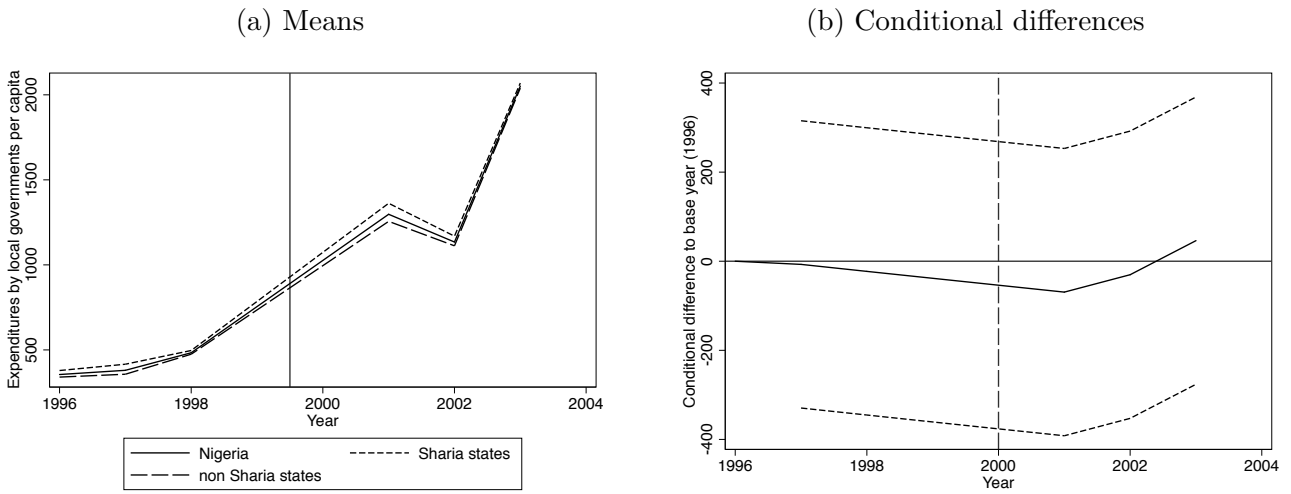 (a) Means
Expenditures by local governments per capita
2000
1500
1000
500
1996 1998 2000 2002 2004
Year
Nigeria Sharia states
non Sharia states
(b) Conditional differences
Conditional difference to base year (1996)
400
200
0
-200
-400
1996 1998 2000 2002 2004
Year